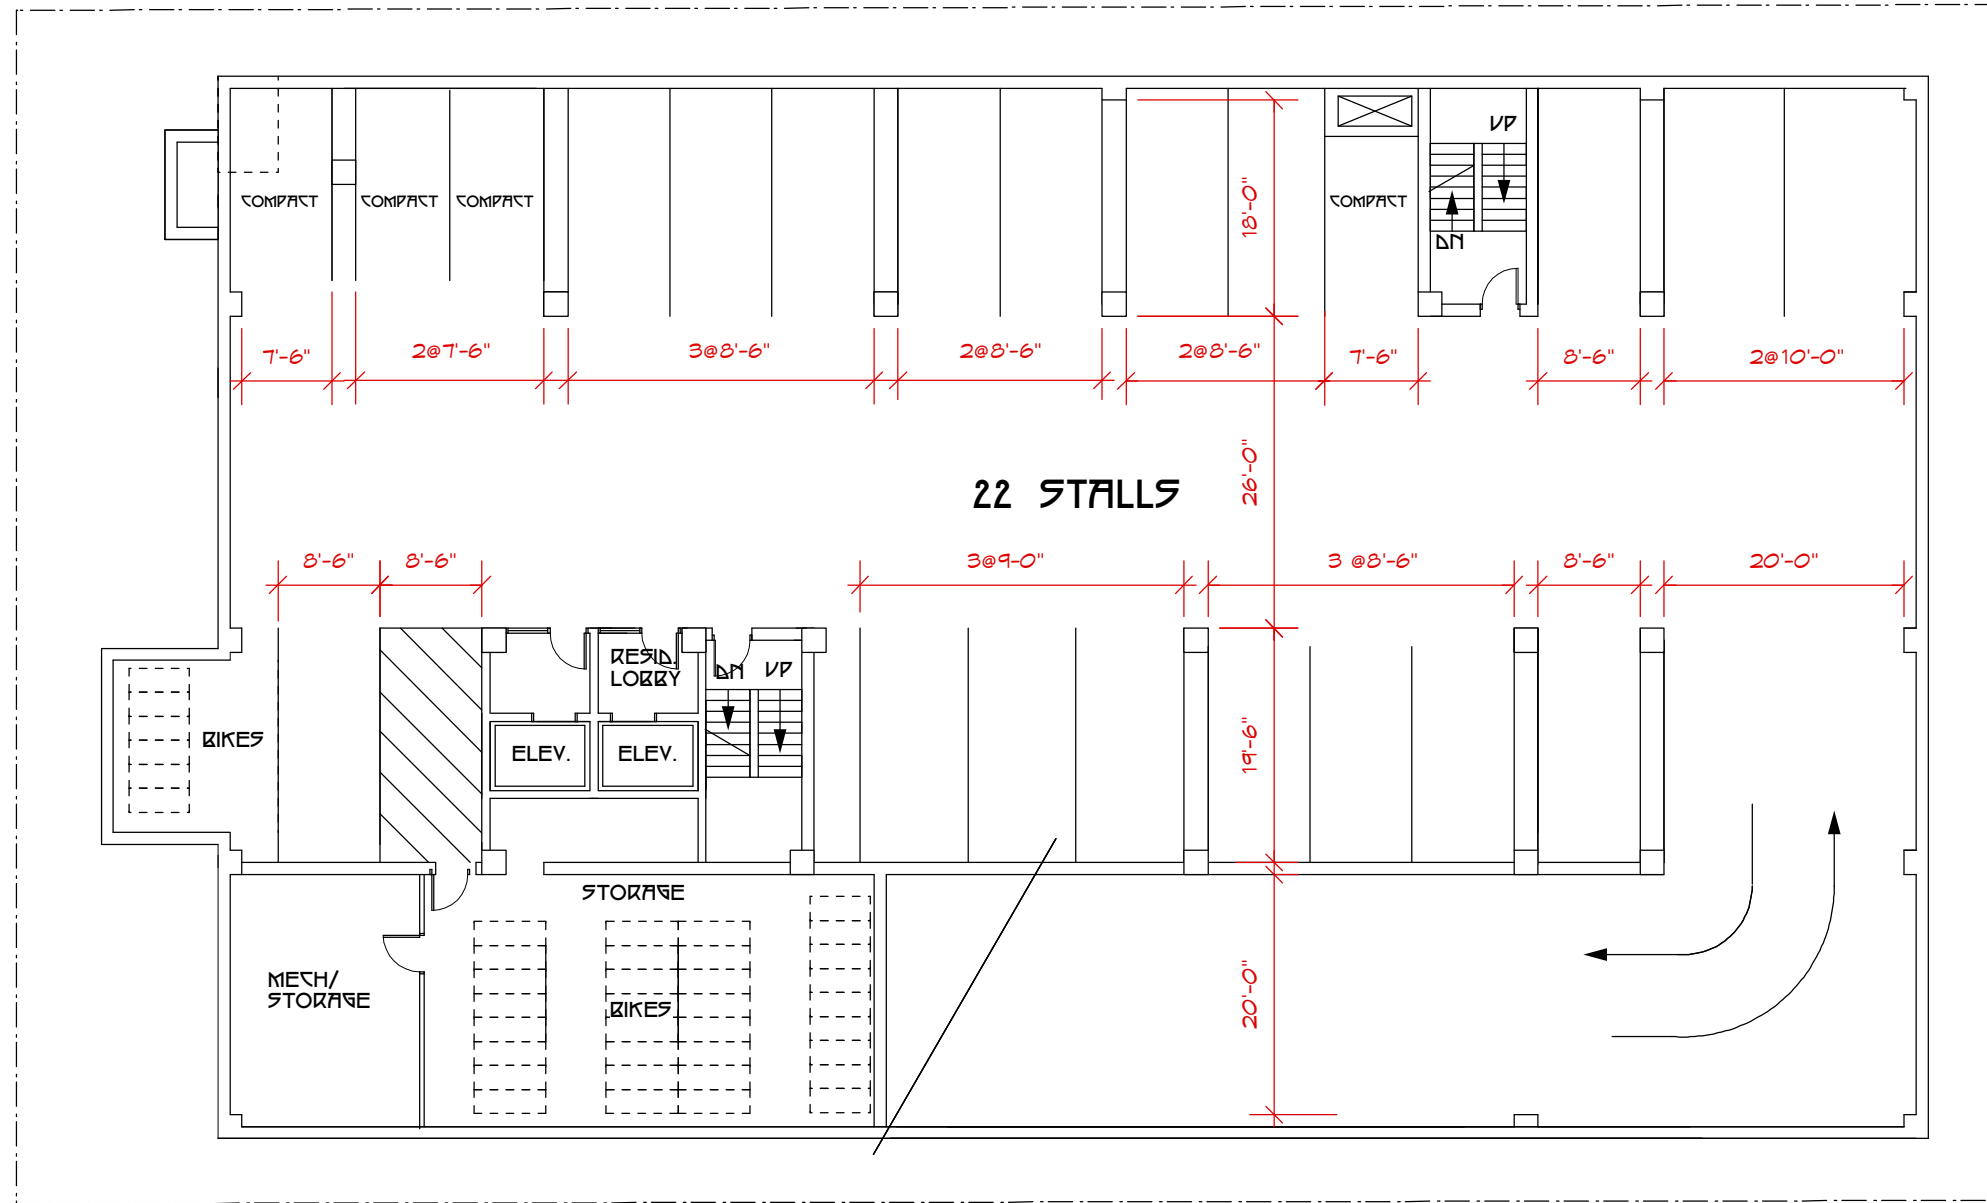 UP
COMPACT
COMPACT
COMPACT
COMPACT
18'-0"
DN
7'-6"
2@7'-6"
3@8'-6"
2@8'-6"
2@8'-6"
7'-6"
8'-6"
2@10'-0"
26'-0"
22 STALLS
8'-6"
8'-6"
3@9-0"
3 @8'-6"
8'-6"
20'-0"
RESID.
LOBBY
DN
UP
BIKES
ELEV.
ELEV.
19'-6"
STORAGE
MECH/
STORAGE
BIKES
20'-0"